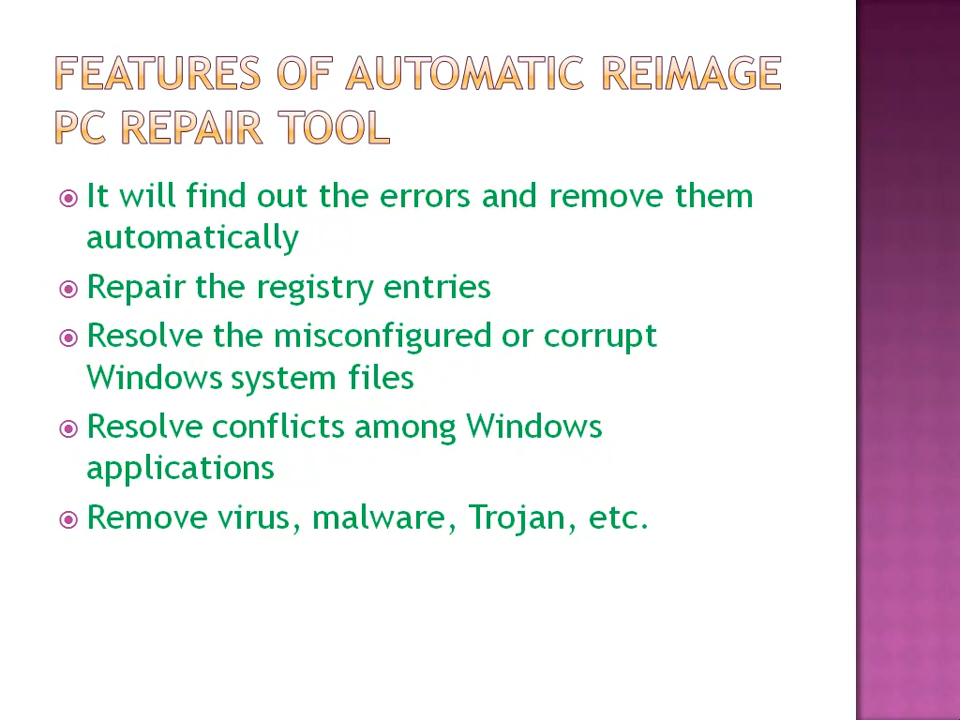 FEATURES OF AUTOMATIC REIMAGE
PC REPAIR TOOL
It will find out the errors and remove them
automatically
Repair the registry entries
Resolve the misconfigured or corrupt
Windows system files
Resolve conflicts among Windows
applications
Remove virus, malware, Trojan, etc.